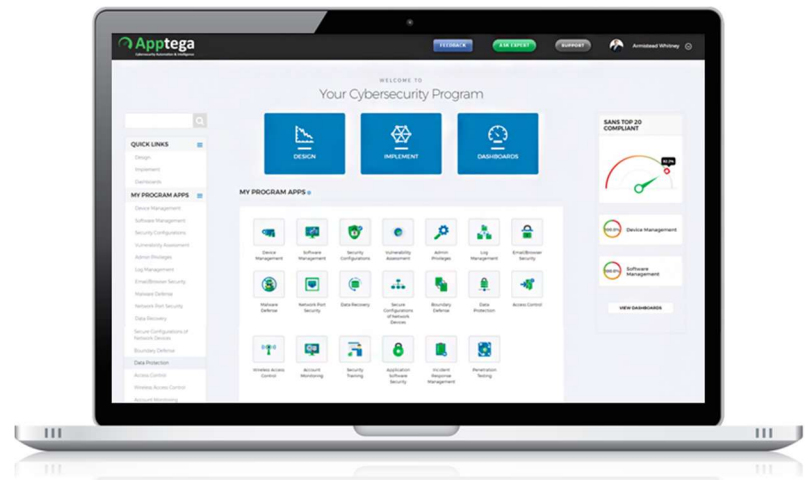 Apptega
Cybersecurity Automation & Intelligence
FEEDBACK
ASK EXPERT
SUPPORT
Armistead Whitney
WELCOME TO
Your Cybersecurity Program
QUICK LINKS
Design
Implement
Dashboards
MY PROGRAM APPS
Device Management
Software Management
Security Configurations
Vulnerability Assessment
Admin Privileges
Log Management
Email/Browser Security
Malware Defense
Network Port Security
Data Recovery
Secure Configurations of
Network Devices
Boundary Defense
Data Protection
Access Control
Wireless Access Control
Account Monitoring
DESIGN
IMPLEMENT
DASHBOARDS
MY PROGRAM APPS
Device
Management
Software
Management
Security
Configurations
Vulnerability
Assessment
Admin
Privileges
Log
Management
Email/Browser
Security
Malware
Defense
Network Port
Security
Data Recovery
Secure
Configurations
of Network
Devices
Boundary
Defense
Data
Protection
Access Control
Wireless Access
Control
Account
Monitoring
Security
Training
Application
Software
Security
Incident
Response
Management
Penetration
Testing
SANS TOP 20
COMPLIANT
Device Management
Software
Management
VIEW DASHBOARDS